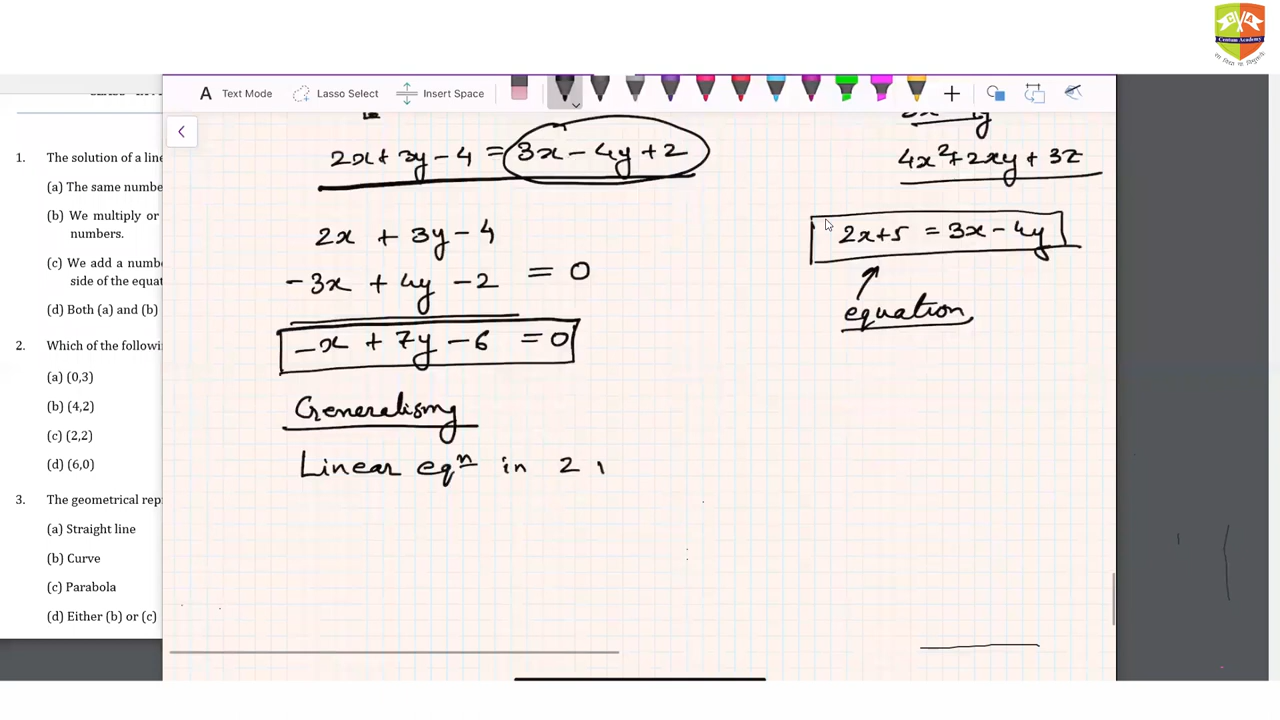 Centum Academy
A Text Mode Lasso Select Insert Space
1. The solution of a line
(a) The same numbe
(b) We multiply or
numbers.
(c) We add a numbe
side of the equat
(d) Both (a) and (b)
2. Which of the followi
(a) (0,3)
(b) (4,2)
(c) (2,2)
(d) (6,0)
3. The geometrical rep
(a) Straight line
(b) Curve
(c) Parabola
(d) Either (b) or (c)
2x+3y-4 = 3x-4y+2
2x + 3y-4
-3x + 4y -2 = 0
-x + 7y -6 = 0
Generalising
Linear eqⁿ in 2
4x²+2xy+3z
2x+5 = 3x-4y
equation